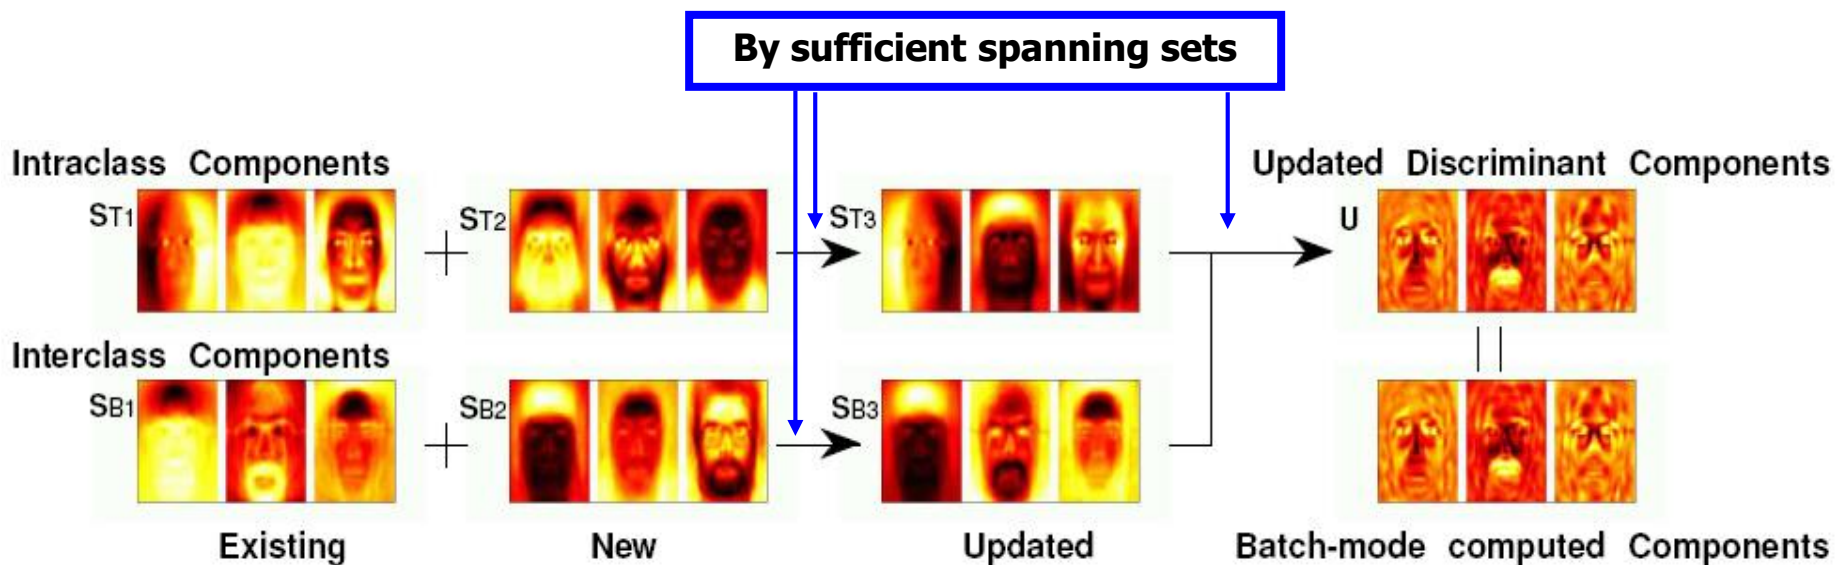 By sufficient spanning sets
Intraclass Components
Updated Discriminant Components
ST1
ST2
ST3
U
Interclass Components
SB1
SB2
SB3
Existing
New
Updated
Batch-mode computed Components